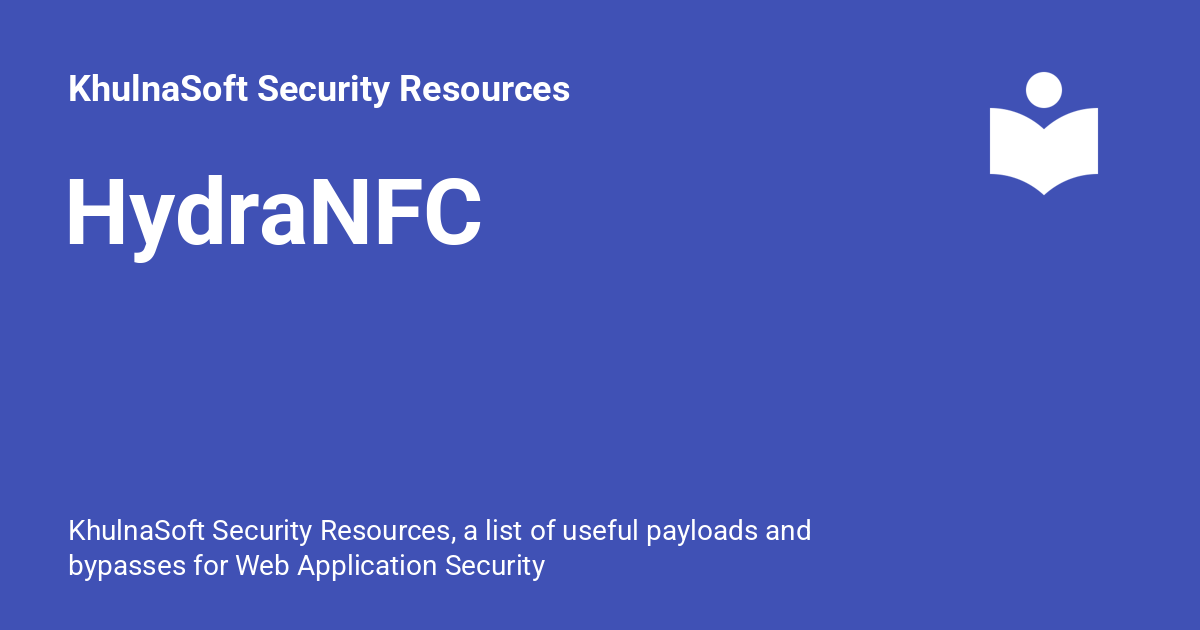 KhulnaSoft Security Resources
HydraNFC
KhulnaSoft Security Resources, a list of useful payloads and
bypasses for Web Application Security